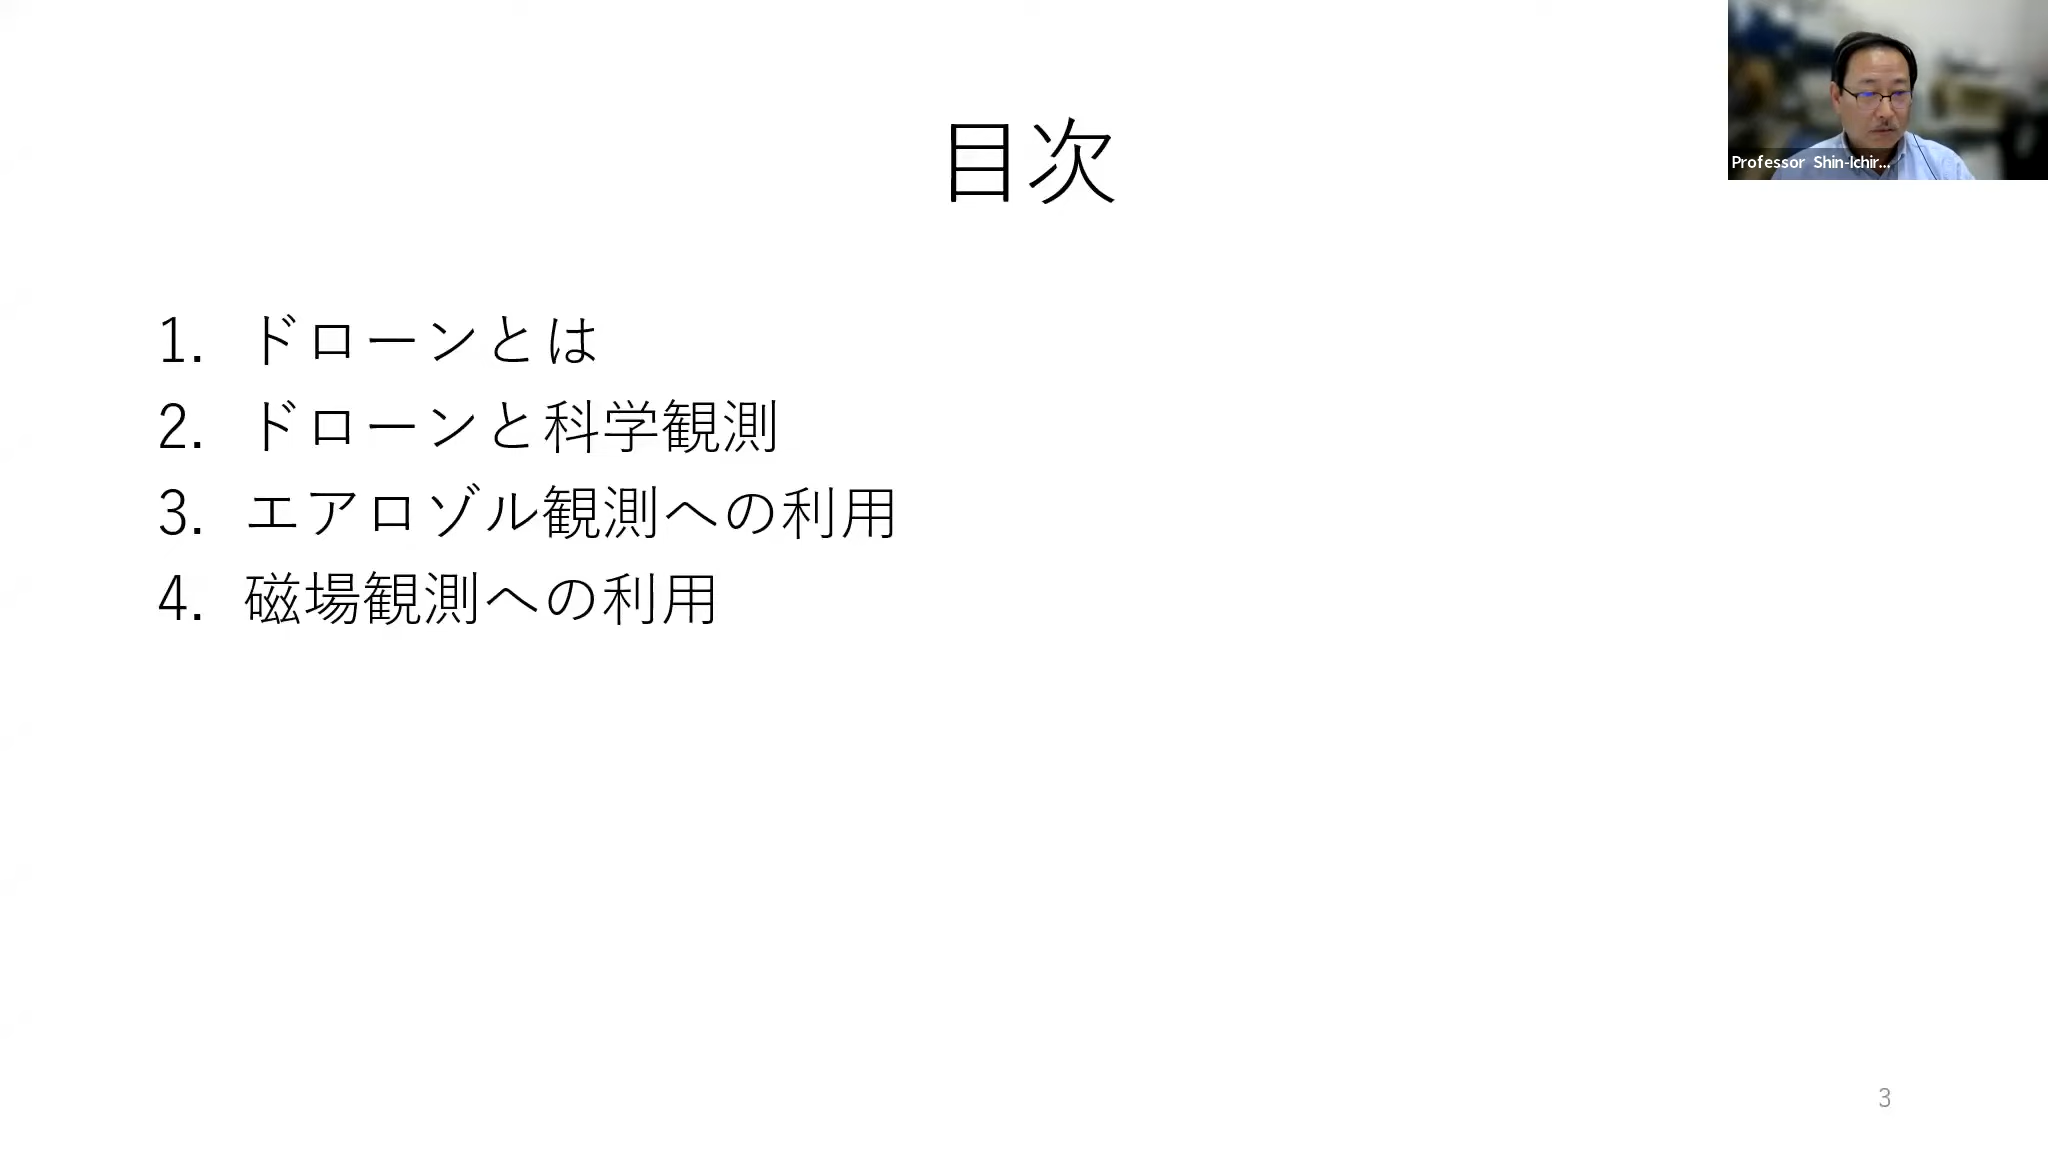 目次
Professor Shin-Ichir...
1. ドローンとは
2. ドローンと科学観測
3. エアロゾル観測への利用
4. 磁場観測への利用
3